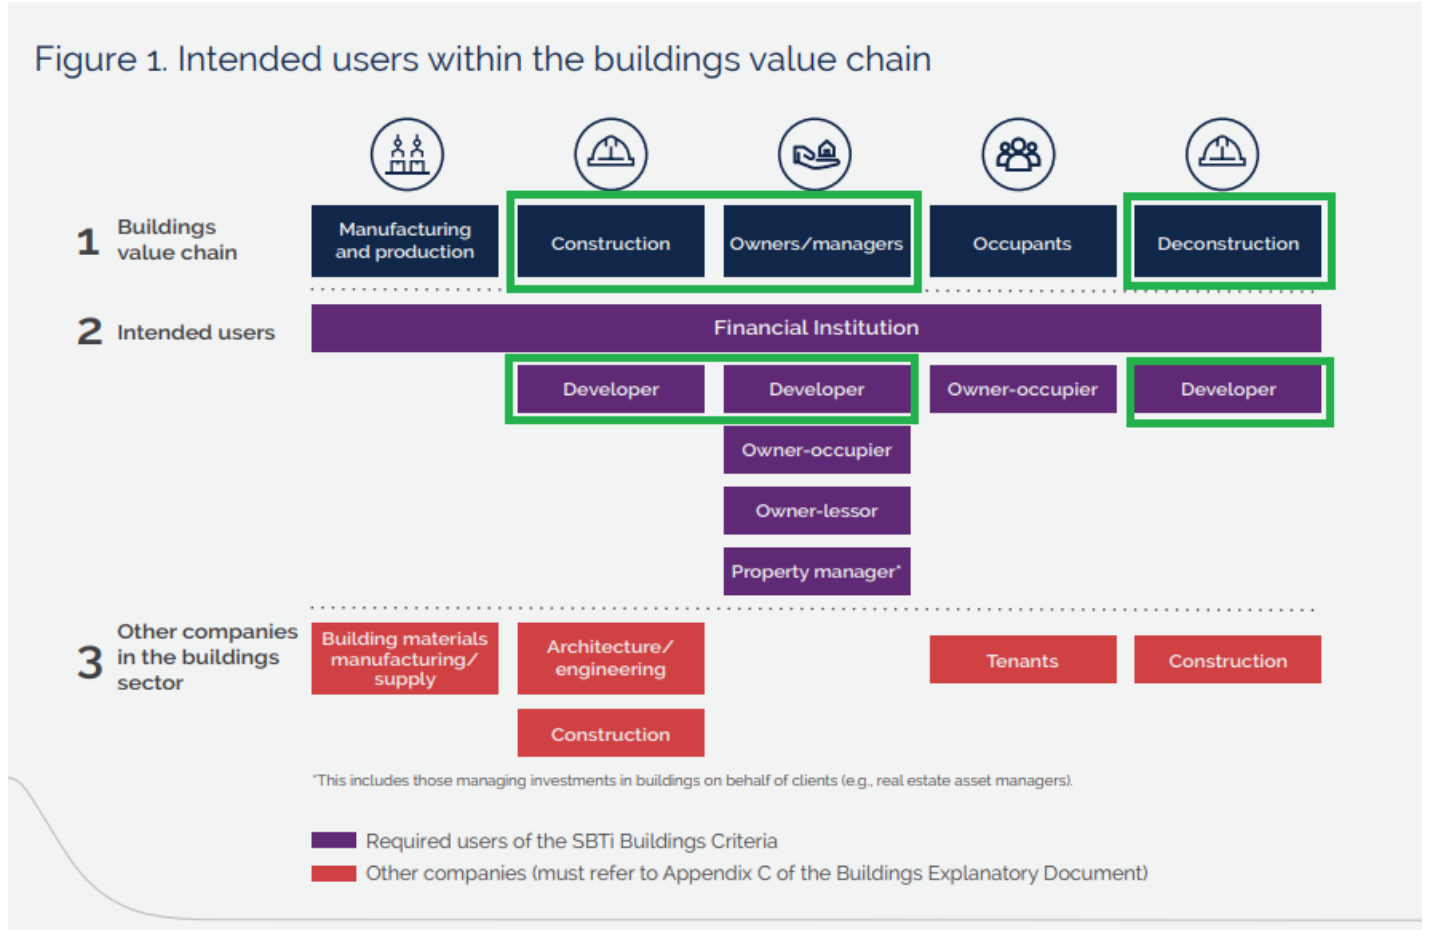 Figure 1. Intended users within the buildings value chain
1 Buildings
value chain
Manufacturing
and production
Construction
Owners/managers
Occupants
Deconstruction
2 Intended users
Financial Institution
Developer
Developer
Owner-occupier
Developer
Owner-occupier
Owner-lessor
Property manager*
3 Other companies
in the buildings
sector
Building materials
manufacturing/
supply
Architecture/
engineering
Tenants
Construction
Construction
*This includes those managing investments in buildings on behalf of clients (e.g., real estate asset managers).
Required users of the SBTi Buildings Criteria
Other companies (must refer to Appendix C of the Buildings Explanatory Document)